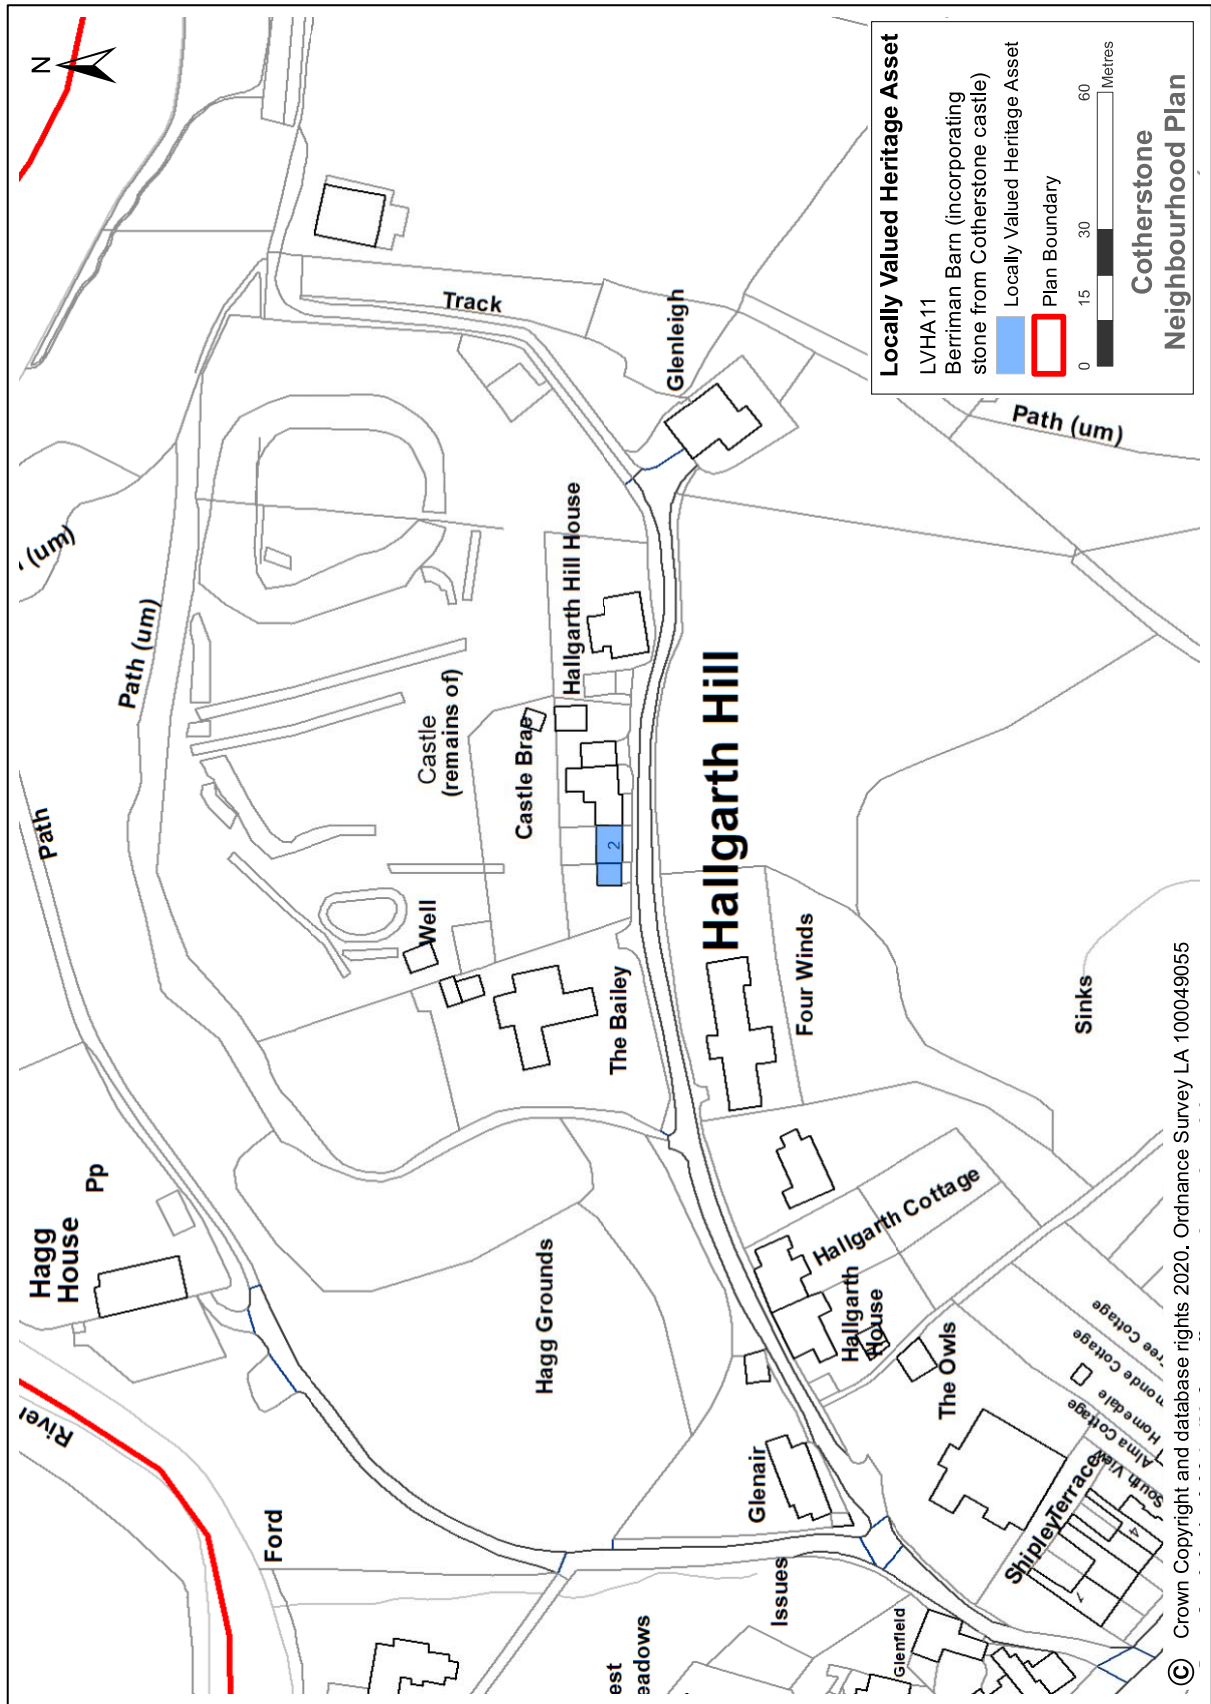 N
Locally Valued Heritage Asset
LVHA11
Berriman Barn (incorporating
stone from Cotherstone castle)
Locally Valued Heritage Asset
Plan Boundary
0 15 30 60
Metres
Cotherstone
Neighbourhood Plan
(um)
Path (um)
Path
Track
Glenleigh
Path (um)
Hallgarth Hill House
Castle
(remains of)
Castle Brae
2
Well
Hallgarth Hill
The Bailey
Four Winds
Sinks
Hagg
House
Pp
Hagg Grounds
Hallgarth Cottage
Hallgarth
House
The Owls
River
Ford
Glenair
Issues
Glenfield
Shipley Terrace
7
4
South View
Alma Cottage
Homedale
Cottage
Cottage
© Crown Copyright and database rights 2020. Ordnance Survey LA 100049055